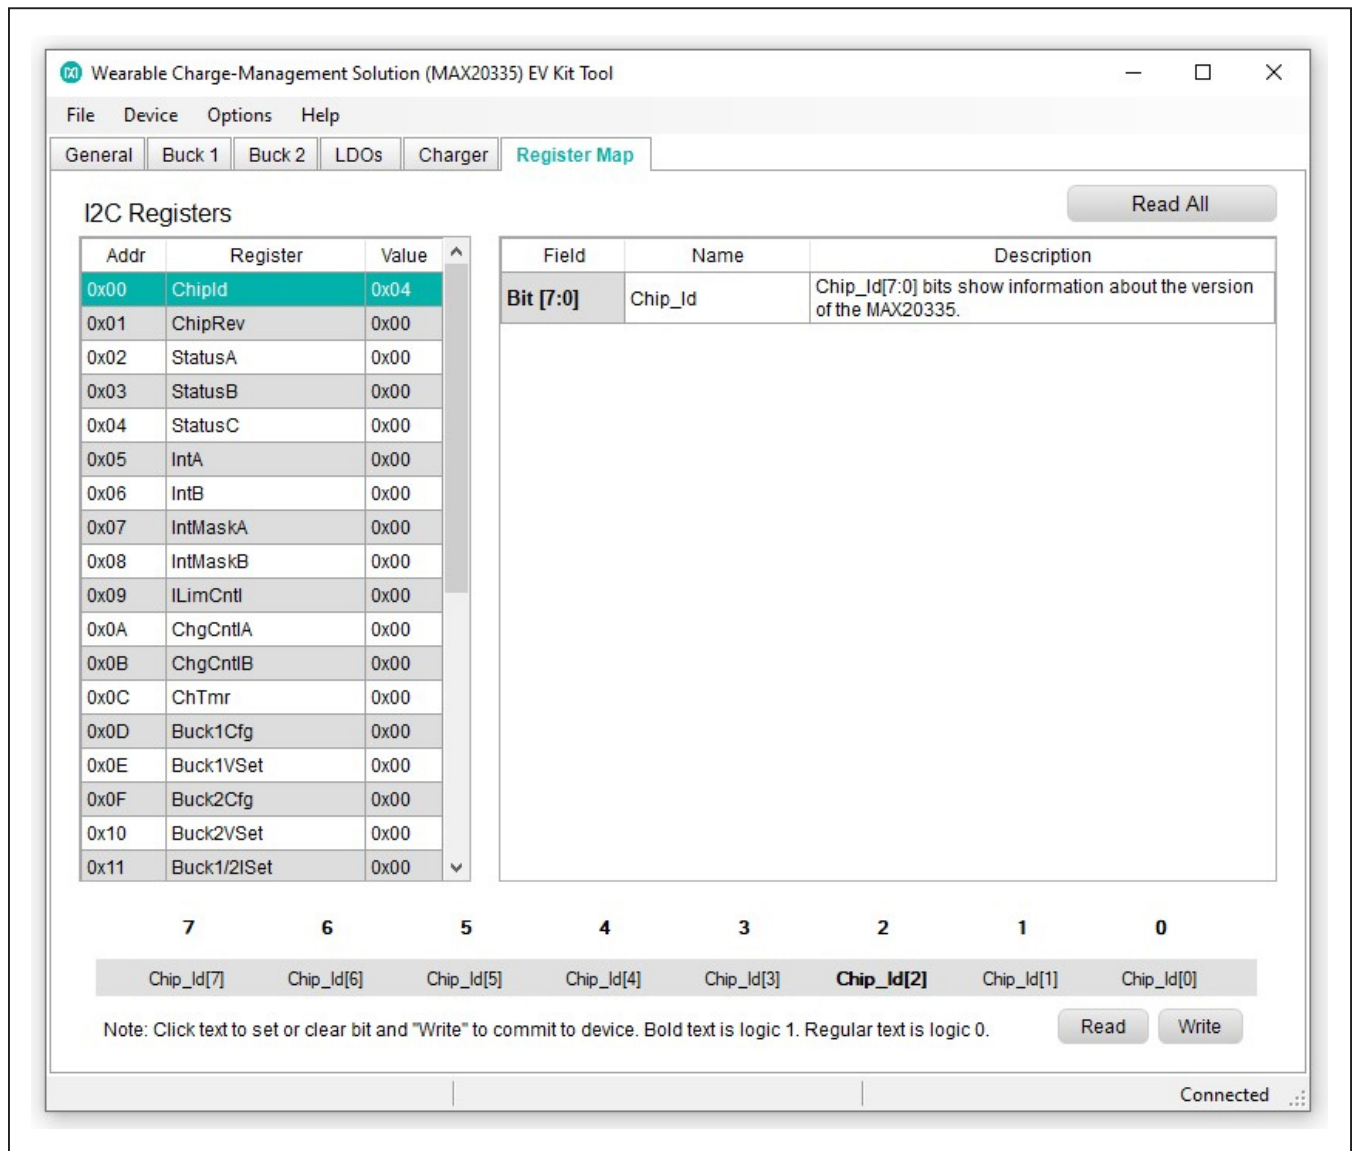 Wearable Charge-Management Solution (MAX20335) EV Kit Tool
File Device Options Help
General Buck 1 Buck 2 LDOs Charger Register Map
I2C Registers
Read All
Addr Register Value
0x00 ChipId 0x04
0x01 ChipRev 0x00
0x02 StatusA 0x00
0x03 StatusB 0x00
0x04 StatusC 0x00
0x05 IntA 0x00
0x06 IntB 0x00
0x07 IntMaskA 0x00
0x08 IntMaskB 0x00
0x09 ILimCntl 0x00
0x0A ChgCntlA 0x00
0x0B ChgCntlB 0x00
0x0C ChTmr 0x00
0x0D Buck1Cfg 0x00
0x0E Buck1VSet 0x00
0x0F Buck2Cfg 0x00
0x10 Buck2VSet 0x00
0x11 Buck1/2ISet 0x00
Field Name Description
Bit [7:0] Chip_Id Chip_Id[7:0] bits show information about the version
of the MAX20335.
7 6 5 4 3 2 1 0
Chip_Id[7] Chip_Id[6] Chip_Id[5] Chip_Id[4] Chip_Id[3] Chip_Id[2] Chip_Id[1] Chip_Id[0]
Note: Click text to set or clear bit and "Write" to commit to device. Bold text is logic 1. Regular text is logic 0.
Read Write
Connected